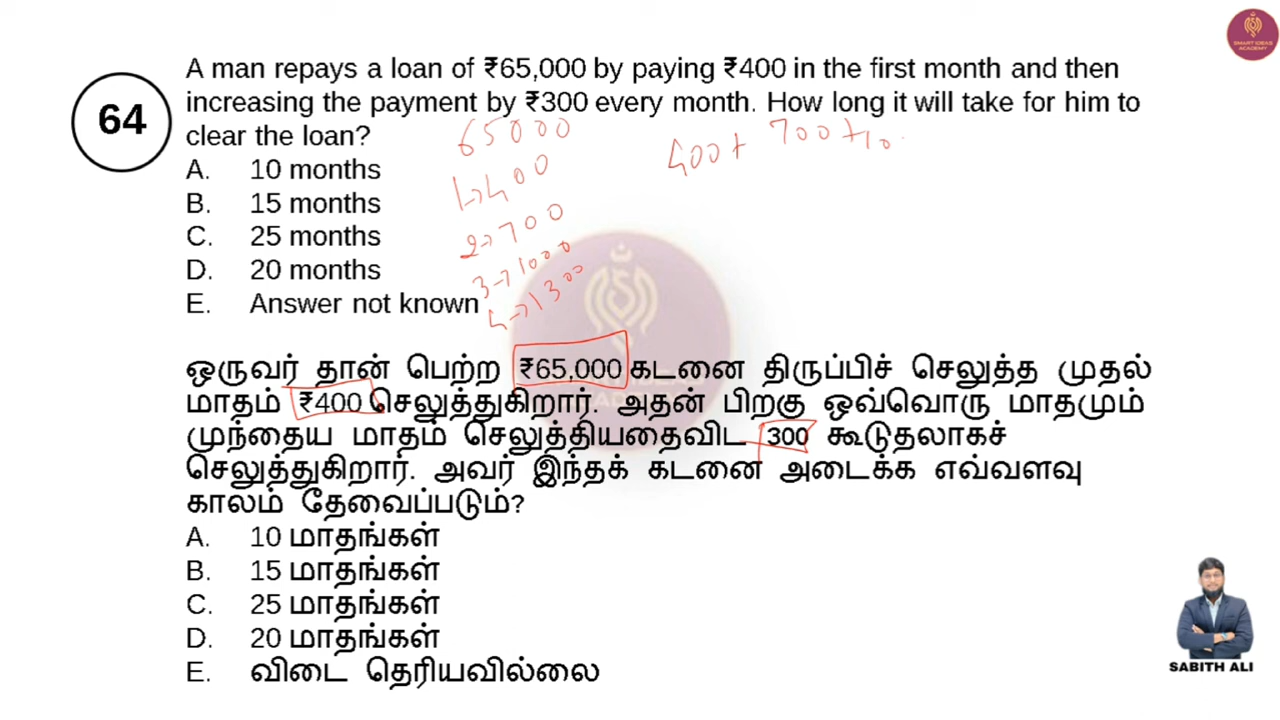 SMART IDEAS
ACADEMY
64
A man repays a loan of ₹65,000 by paying ₹400 in the first month and then
increasing the payment by ₹300 every month. How long it will take for him to
clear the loan?
A. 10 months
B. 15 months
C. 25 months
D. 20 months
E. Answer not known
65000
1→400
2→700
3→1000
4→1300
400+ 700+10
ஒருவர் தான் பெற்ற ₹65,000 கடனை திருப்பிச் செலுத்த முதல்
மாதம் ₹400 செலுத்துகிறார். அதன் பிறகு ஒவ்வொரு மாதமும்
முந்தைய மாதம் செலுத்தியதைவிட 300 கூடுதலாகச்
செலுத்துகிறார். அவர் இந்தக் கடனை அடைக்க எவ்வளவு
காலம் தேவைப்படும்?
A. 10 மாதங்கள்
B. 15 மாதங்கள்
C. 25 மாதங்கள்
D. 20 மாதங்கள்
E. விடை தெரியவில்லை
SABITH ALI